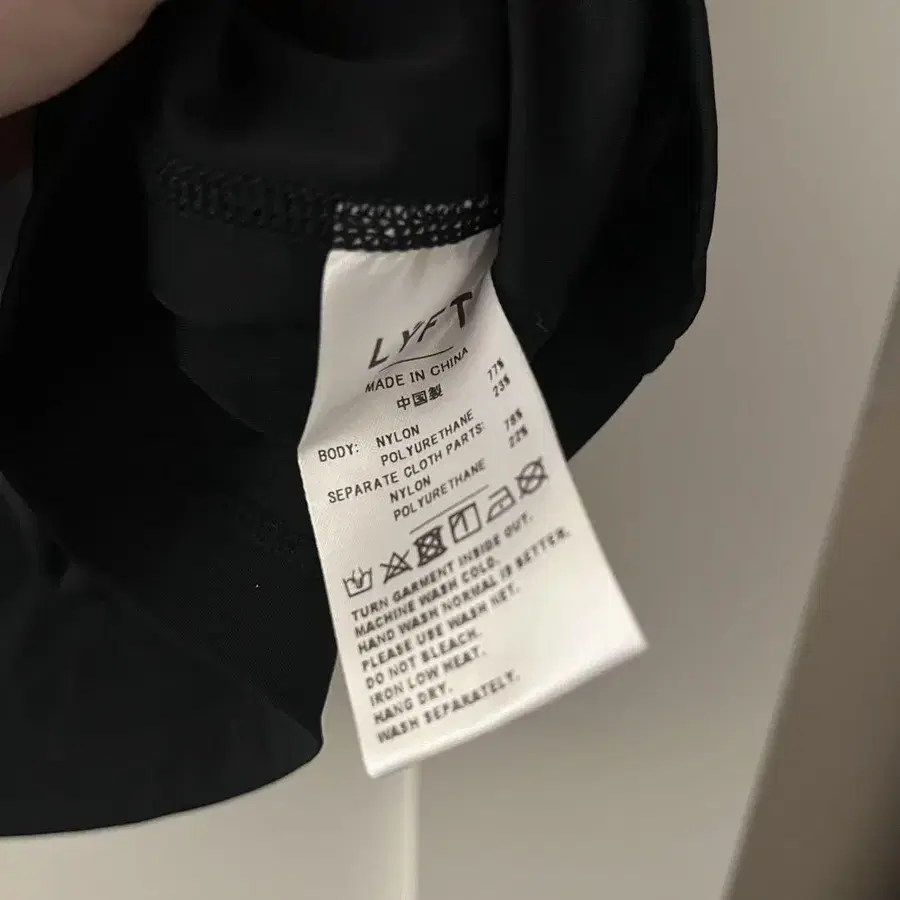 LYFT
MADE IN CHINA
中国製
BODY: NYLON 77%
POLYURETHANE 23%
SEPARATE CLOTH PARTS:
NYLON 78%
POLYURETHANE 22%
TURN GARMENT INSIDE OUT.
MACHINE WASH COLD.
HAND WASH NORMAL IS BETTER.
PLEASE USE WASH NET.
DO NOT BLEACH.
IRON LOW HEAT.
HANG DRY.
WASH SEPARATELY.